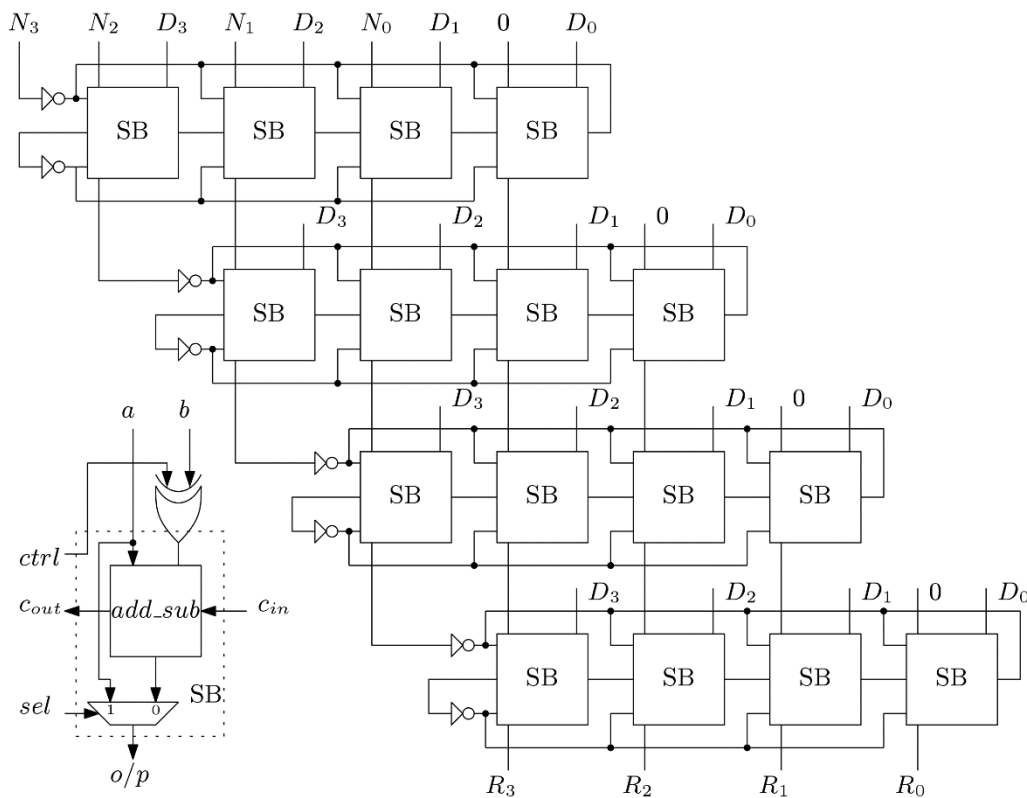 N3 N2 D3 N1 D2 N0 D1 0 D0
SB SB SB SB
D3 D2 D1 0 D0
SB SB SB SB
D3 D2 D1 0 D0
SB SB SB SB
D3 D2 D1 0 D0
SB SB SB SB
R3 R2 R1 R0
a b
ctrl
cout add_sub cin
SB
sel 1 0
o/p